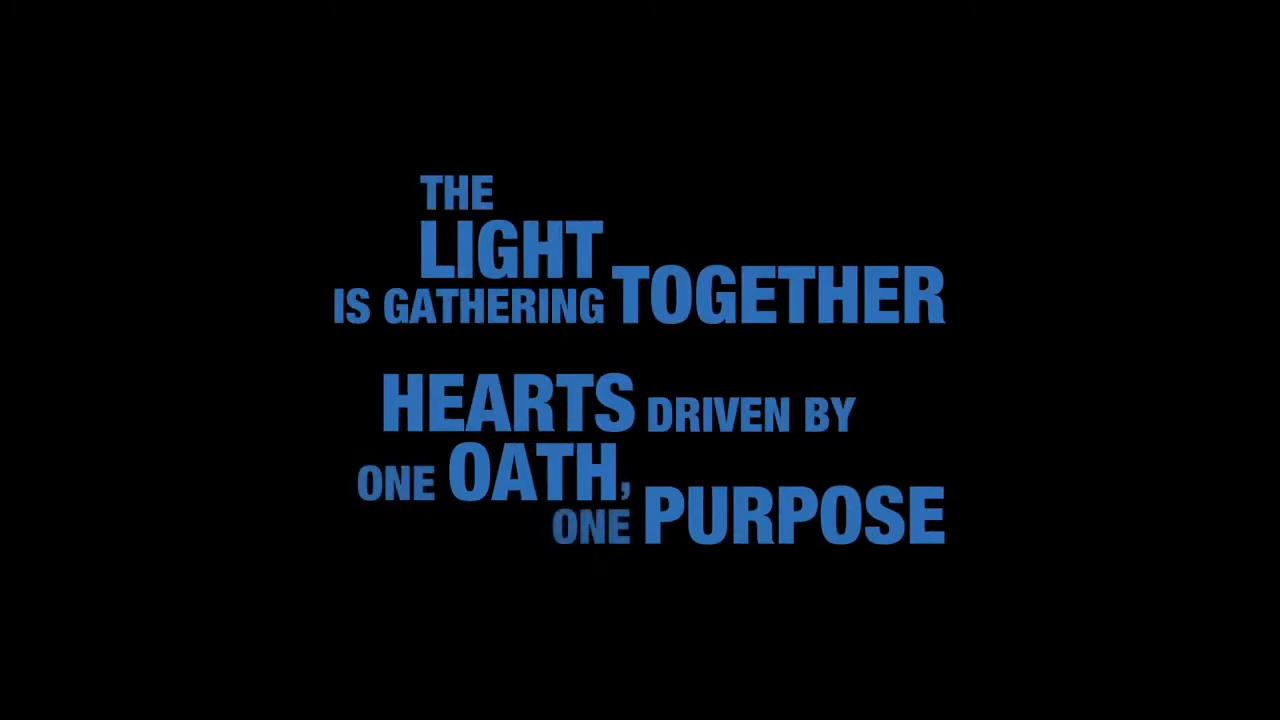 THE
LIGHT
IS GATHERING TOGETHER
HEARTS DRIVEN BY
ONE OATH,
ONE PURPOSE